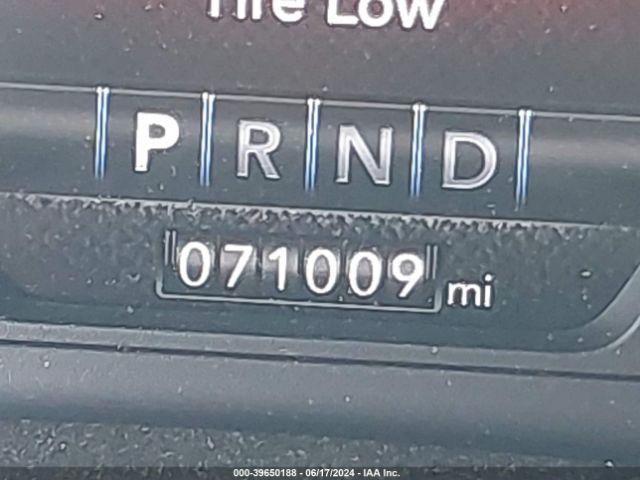 Tire Low
P R N D
071009 mi
000-39650188 - 06/17/2024 - IAA Inc.